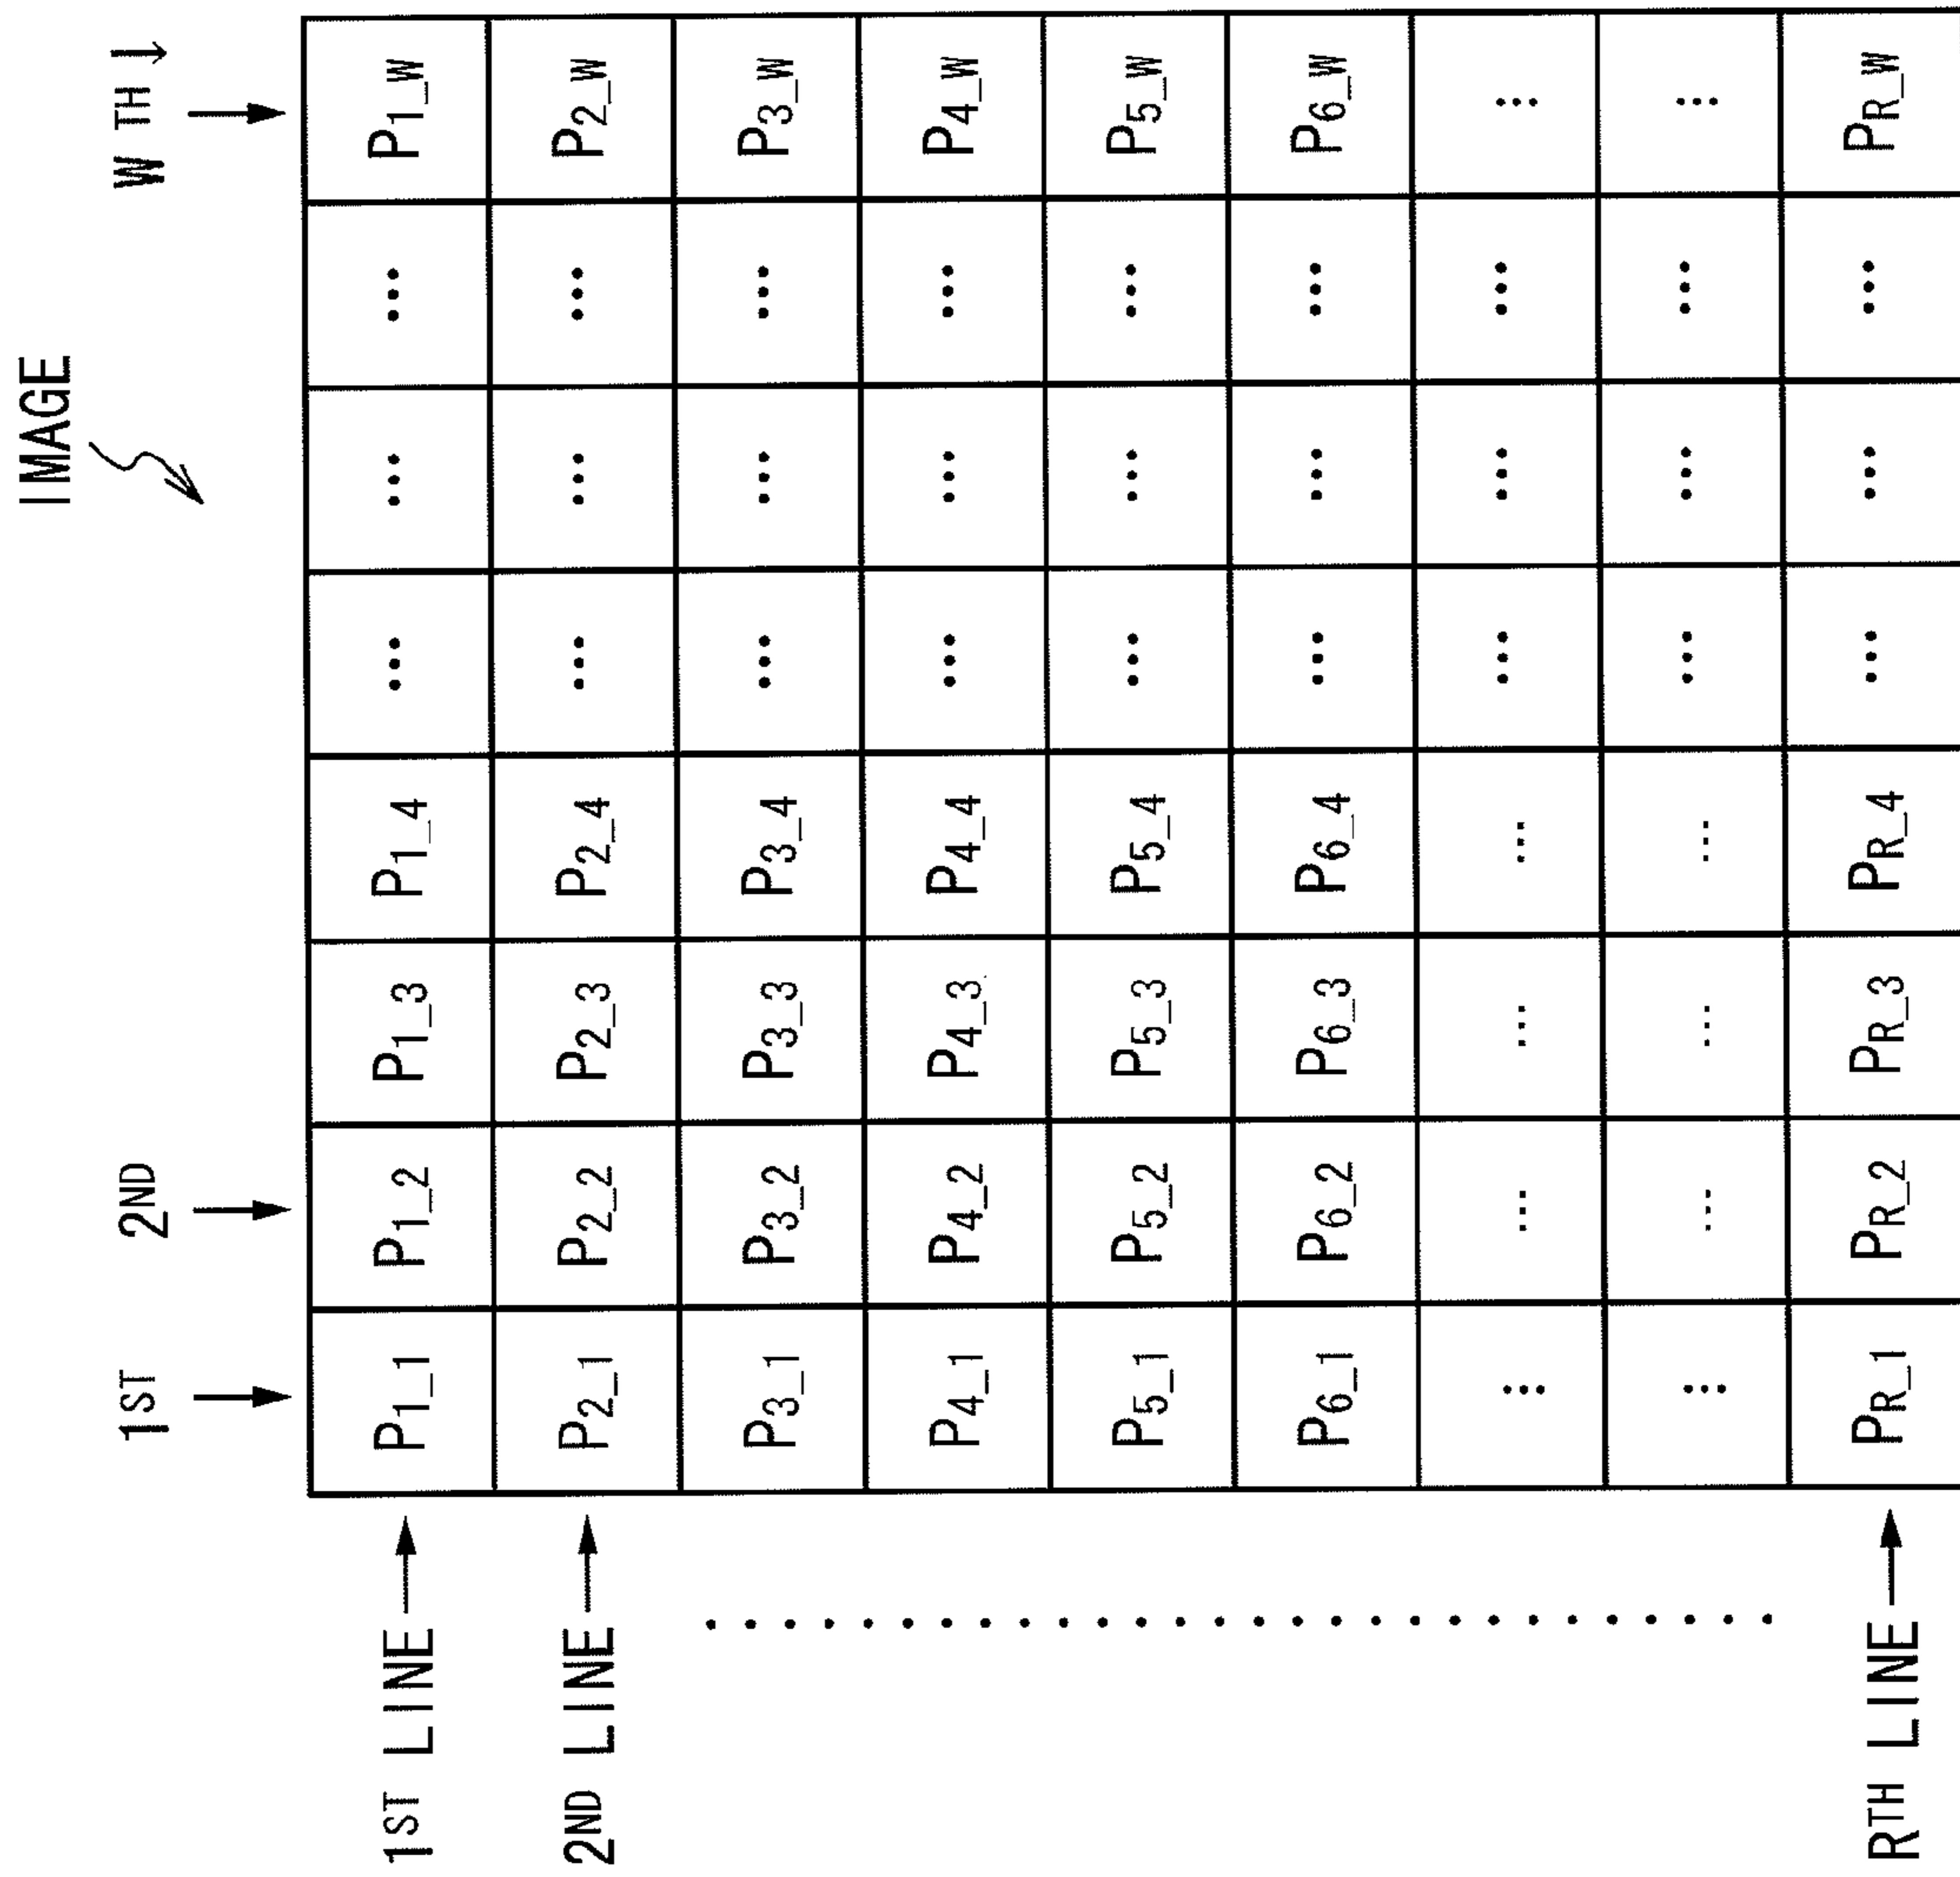 IMAGE
1ST 2ND W TH ↓
1ST LINE P1_1 P1_2 P1_3 P1_4 ... ... ... P1_W
2ND LINE P2_1 P2_2 P2_3 P2_4 ... ... ... P2_W
P3_1 P3_2 P3_3 P3_4 ... ... ... P3_W
P4_1 P4_2 P4_3 P4_4 ... ... ... P4_W
P5_1 P5_2 P5_3 P5_4 ... ... ... P5_W
P6_1 P6_2 P6_3 P6_4 ... ... ... P6_W
... ... ... ... ... ... ... ...
... ... ... ... ... ... ... ...
RTH LINE PR_1 PR_2 PR_3 PR_4 ... ... ... PR_W